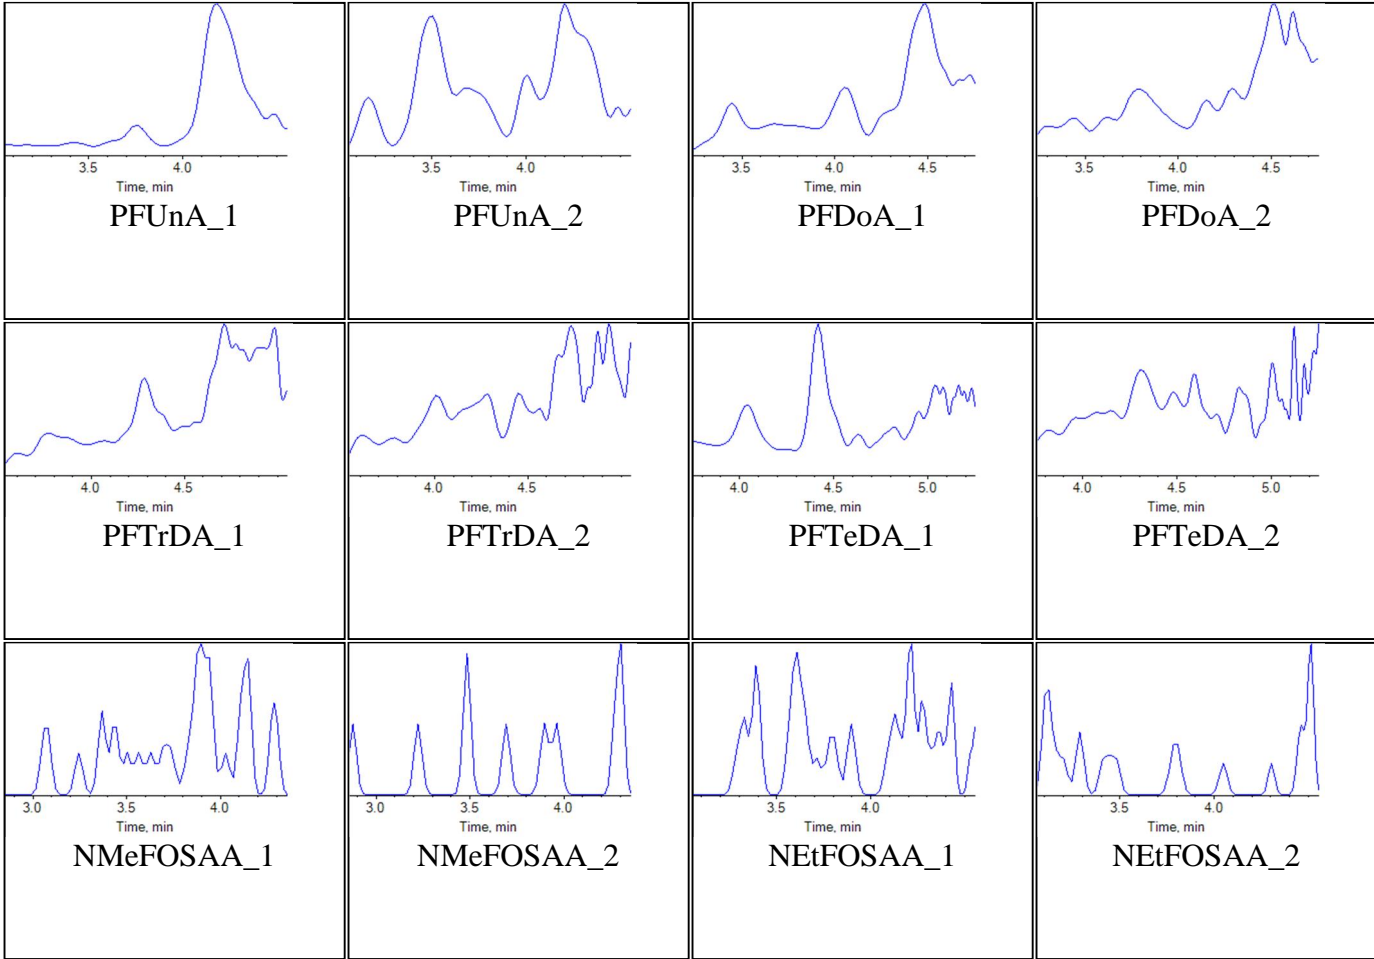 3.5 4.0
Time, min
PFUnA_1
3.5 4.0
Time, min
PFUnA_2
3.5 4.0 4.5
Time, min
PFDoA_1
3.5 4.0 4.5
Time, min
PFDoA_2
4.0 4.5
Time, min
PFTrDA_1
4.0 4.5
Time, min
PFTrDA_2
4.0 4.5 5.0
Time, min
PFTeDA_1
4.0 4.5 5.0
Time, min
PFTeDA_2
3.0 3.5 4.0
Time, min
NMeFOSAA_1
3.0 3.5 4.0
Time, min
NMeFOSAA_2
3.5 4.0
Time, min
NEtFOSAA_1
3.5 4.0
Time, min
NEtFOSAA_2